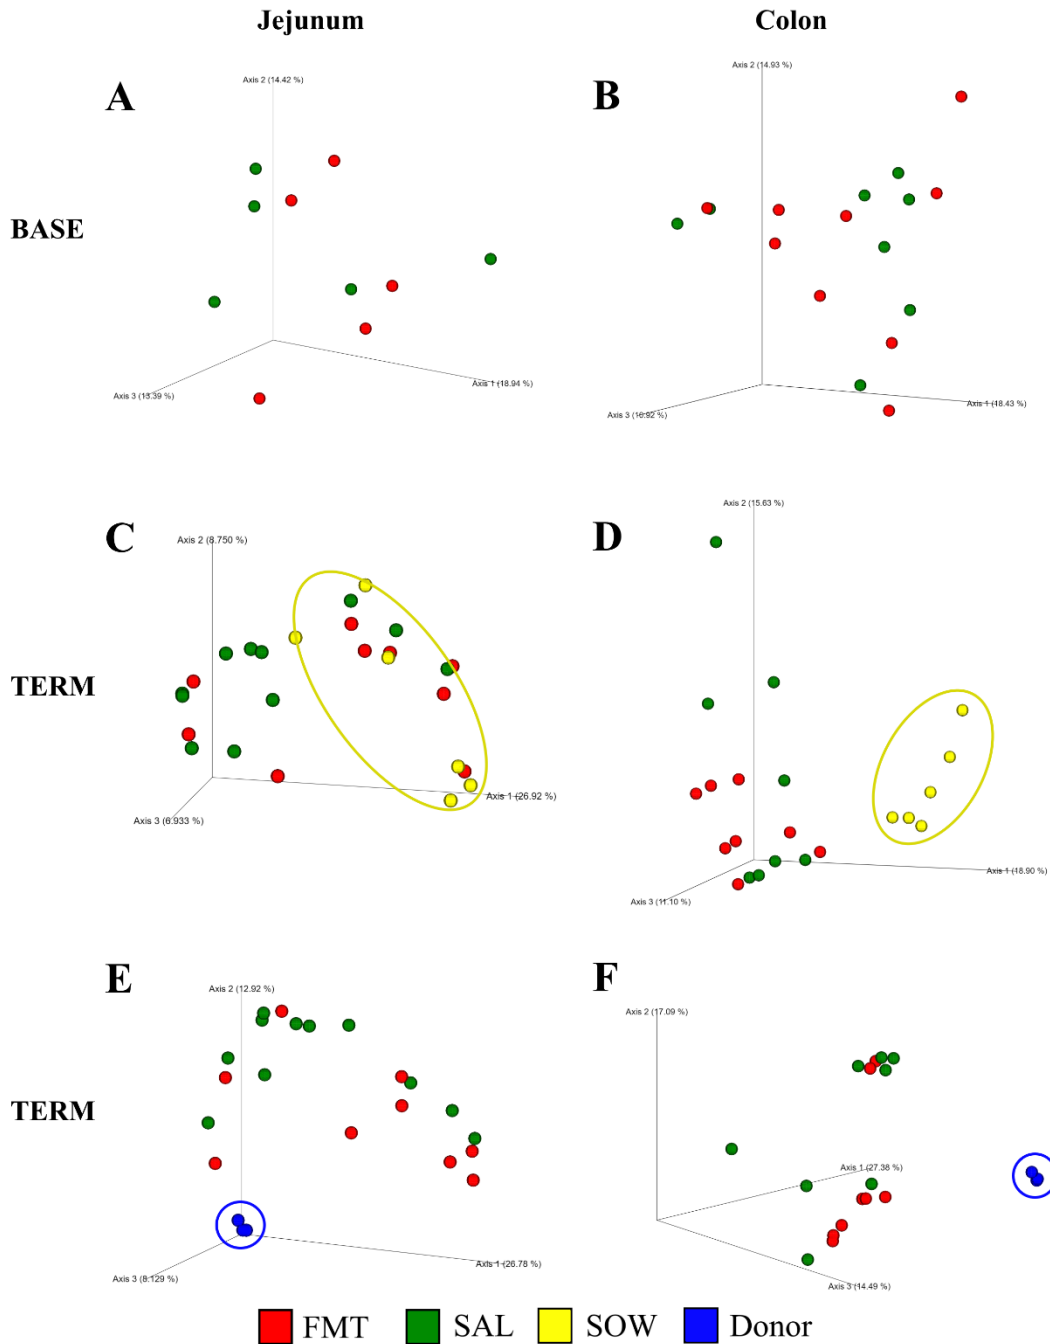 Jejunum Colon
A
Axis 2 (14.42 %)
B
Axis 2 (14.93 %)
BASE
Axis 3 (13.39 %)
Axis 1 (18.94 %)
Axis 3 (10.92 %)
Axis 1 (18.43 %)
C
Axis 2 (8.750 %)
D
Axis 2 (15.63 %)
TERM
Axis 3 (6.933 %)
Axis 1 (26.92 %)
Axis 3 (11.10 %)
Axis 1 (18.90 %)
E
Axis 2 (12.92 %)
F
Axis 2 (17.09 %)
TERM
Axis 1 (27.38 %)
Axis 3 (8.129 %)
Axis 1 (26.78 %)
Axis 3 (14.49 %)
FMT SAL SOW Donor